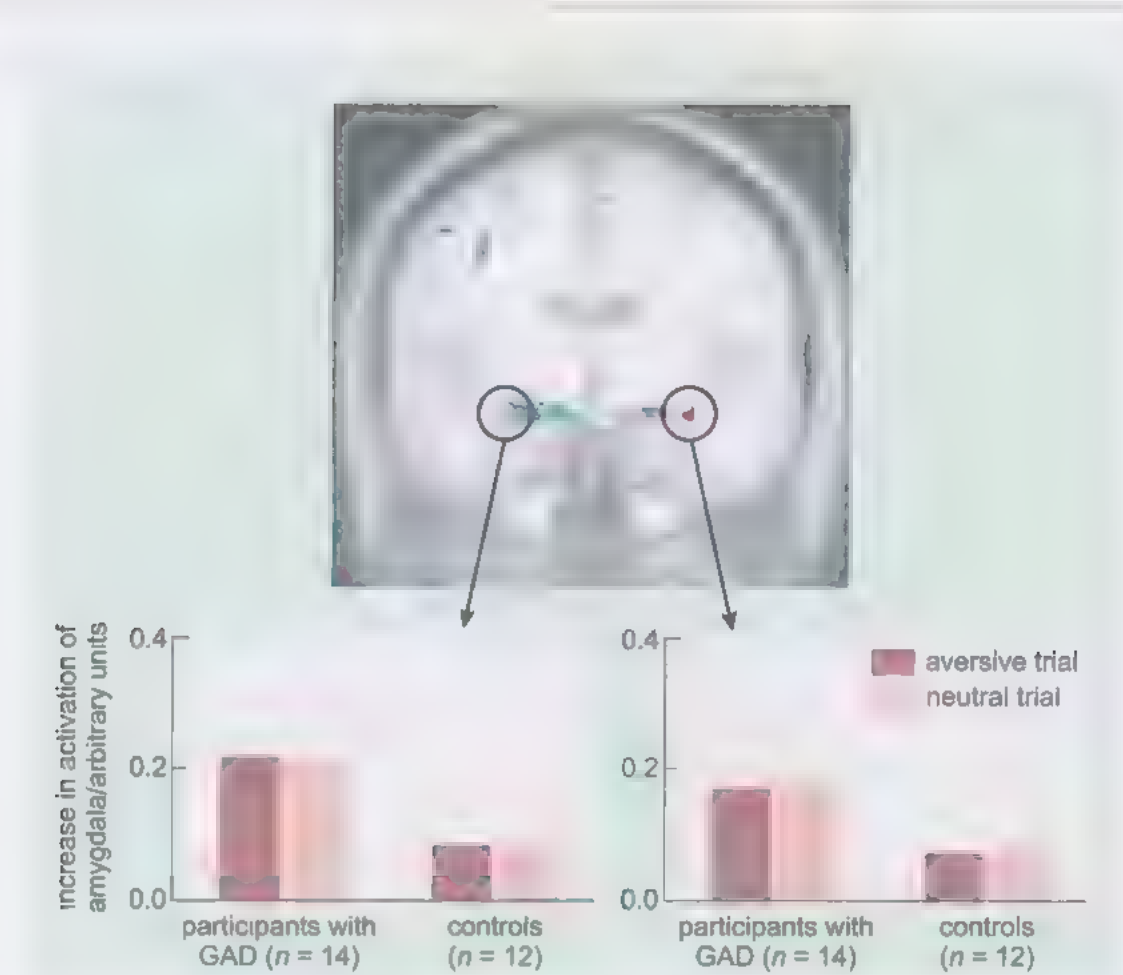 increase in activation of
amygdala/arbitrary units
0.4
0.2
0.0
participants with
GAD (n = 14)
controls
(n = 12)
0.4
0.2
0.0
participants with
GAD (n = 14)
controls
(n = 12)
aversive trial
neutral trial